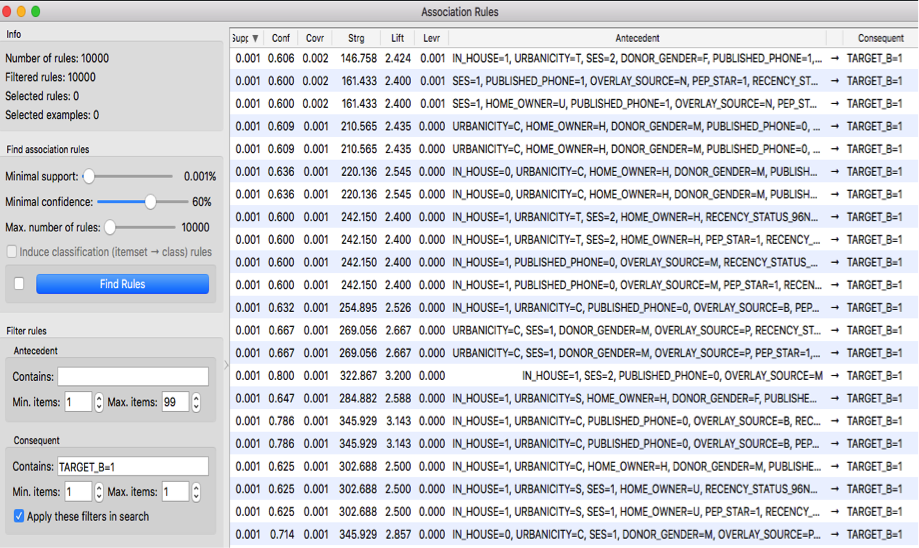 Association Rules
Info
Number of rules: 10000
Filtered rules: 10000
Selected rules: 0
Selected examples: 0
Find association rules
Minimal support: 0.001%
Minimal confidence: 60%
Max. number of rules: 10000
Induce classification (itemset → class) rules
Find Rules
Filter rules
Antecedent
Contains:
Min. items: 1 Max. items: 99
Consequent
Contains: TARGET_B=1
Min. items: 1 Max. items: 1
Apply these filters in search
Supp Conf Covr Strg Lift Levr Antecedent Consequent
0.001 0.606 0.002 146.758 2.424 0.001 IN_HOUSE=1, URBANICITY=T, SES=2, DONOR_GENDER=F, PUBLISHED_PHONE=1,... → TARGET_B=1
0.001 0.600 0.002 161.433 2.400 0.001 SES=1, PUBLISHED_PHONE=1, OVERLAY_SOURCE=N, PEP_STAR=1, RECENCY_ST... → TARGET_B=1
0.001 0.600 0.002 161.433 2.400 0.001 SES=1, HOME_OWNER=U, PUBLISHED_PHONE=1, OVERLAY_SOURCE=N, PEP_ST... → TARGET_B=1
0.001 0.609 0.001 210.565 2.435 0.000 URBANICITY=C, HOME_OWNER=H, DONOR_GENDER=M, PUBLISHED_PHONE=0, ... → TARGET_B=1
0.001 0.609 0.001 210.565 2.435 0.000 URBANICITY=C, HOME_OWNER=H, DONOR_GENDER=M, PUBLISHED_PHONE=0, ... → TARGET_B=1
0.001 0.636 0.001 220.136 2.545 0.000 IN_HOUSE=0, URBANICITY=C, HOME_OWNER=H, DONOR_GENDER=M, PUBLISH... → TARGET_B=1
0.001 0.636 0.001 220.136 2.545 0.000 IN_HOUSE=0, URBANICITY=C, HOME_OWNER=H, DONOR_GENDER=M, PUBLISH... → TARGET_B=1
0.001 0.600 0.001 242.150 2.400 0.000 IN_HOUSE=1, URBANICITY=T, SES=2, HOME_OWNER=H, RECENCY_STATUS_96N... → TARGET_B=1
0.001 0.600 0.001 242.150 2.400 0.000 IN_HOUSE=1, URBANICITY=T, SES=2, HOME_OWNER=H, PEP_STAR=1, RECENCY_... → TARGET_B=1
0.001 0.600 0.001 242.150 2.400 0.000 IN_HOUSE=1, PUBLISHED_PHONE=0, OVERLAY_SOURCE=M, RECENCY_STATUS_... → TARGET_B=1
0.001 0.600 0.001 242.150 2.400 0.000 IN_HOUSE=1, PUBLISHED_PHONE=0, OVERLAY_SOURCE=M, PEP_STAR=1, RECEN... → TARGET_B=1
0.001 0.632 0.001 254.895 2.526 0.000 IN_HOUSE=1, URBANICITY=C, PUBLISHED_PHONE=0, OVERLAY_SOURCE=B, PEP... → TARGET_B=1
0.001 0.667 0.001 269.056 2.667 0.000 URBANICITY=C, SES=1, DONOR_GENDER=M, OVERLAY_SOURCE=P, RECENCY_ST... → TARGET_B=1
0.001 0.667 0.001 269.056 2.667 0.000 URBANICITY=C, SES=1, DONOR_GENDER=M, OVERLAY_SOURCE=P, PEP_STAR=1,... → TARGET_B=1
0.001 0.800 0.001 322.867 3.200 0.000 IN_HOUSE=1, SES=2, PUBLISHED_PHONE=0, OVERLAY_SOURCE=M → TARGET_B=1
0.001 0.647 0.001 284.882 2.588 0.000 IN_HOUSE=1, URBANICITY=S, HOME_OWNER=H, DONOR_GENDER=F, PUBLISHE... → TARGET_B=1
0.001 0.786 0.001 345.929 3.143 0.000 IN_HOUSE=1, URBANICITY=C, PUBLISHED_PHONE=0, OVERLAY_SOURCE=B, REC... → TARGET_B=1
0.001 0.786 0.001 345.929 3.143 0.000 IN_HOUSE=1, URBANICITY=C, PUBLISHED_PHONE=0, OVERLAY_SOURCE=B, PEP... → TARGET_B=1
0.001 0.625 0.001 302.688 2.500 0.000 IN_HOUSE=1, URBANICITY=C, HOME_OWNER=H, DONOR_GENDER=M, PUBLISHE... → TARGET_B=1
0.001 0.625 0.001 302.688 2.500 0.000 IN_HOUSE=1, URBANICITY=S, SES=1, HOME_OWNER=U, RECENCY_STATUS_96N... → TARGET_B=1
0.001 0.625 0.001 302.688 2.500 0.000 IN_HOUSE=1, URBANICITY=S, SES=1, HOME_OWNER=U, PEP_STAR=1, RECENCY_... → TARGET_B=1
0.001 0.714 0.001 345.929 2.857 0.000 IN_HOUSE=0, URBANICITY=C, SES=1, DONOR_GENDER=M, OVERLAY_SOURCE=P... → TARGET_B=1